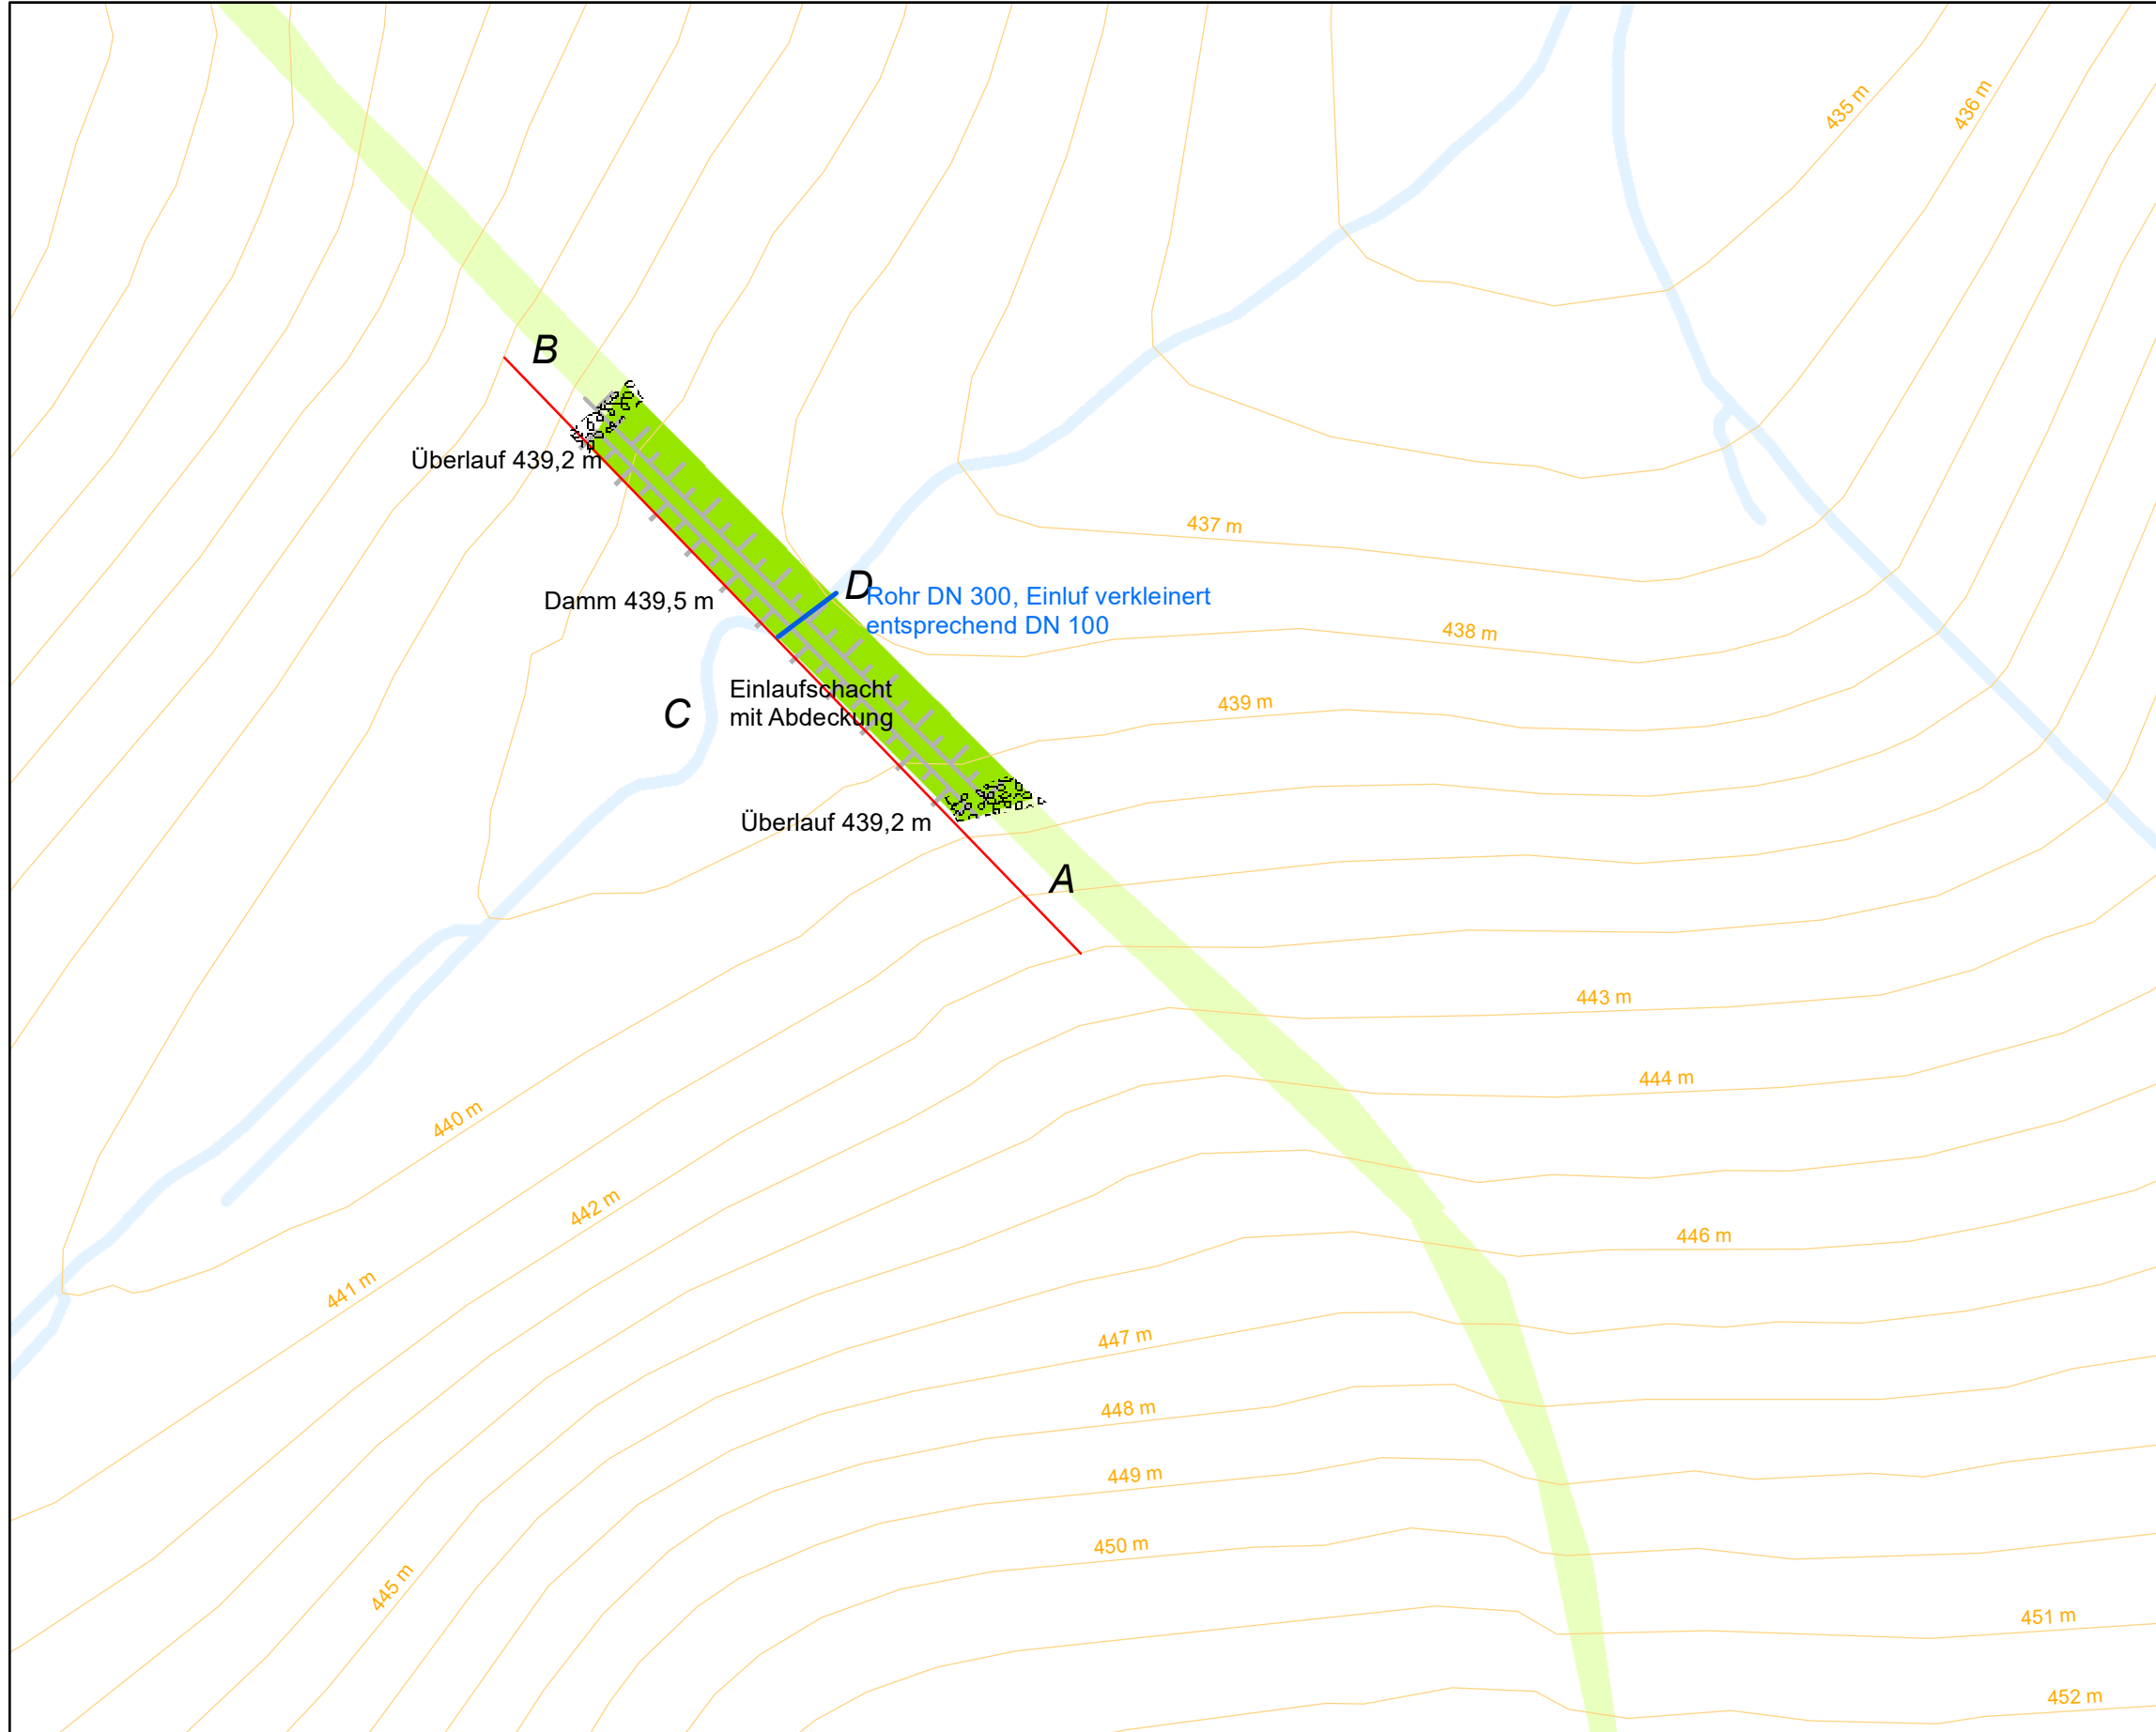 435 m
436 m
B
Überlauf 439,2 m
437 m
D
Rohr DN 300, Einluf verkleinert
entsprechend DN 100
Damm 439,5 m
438 m
Einlaufschacht
mit Abdeckung
C
439 m
Überlauf 439,2 m
A
443 m
444 m
440 m
442 m
446 m
441 m
447 m
448 m
449 m
450 m
445 m
451 m
452 m